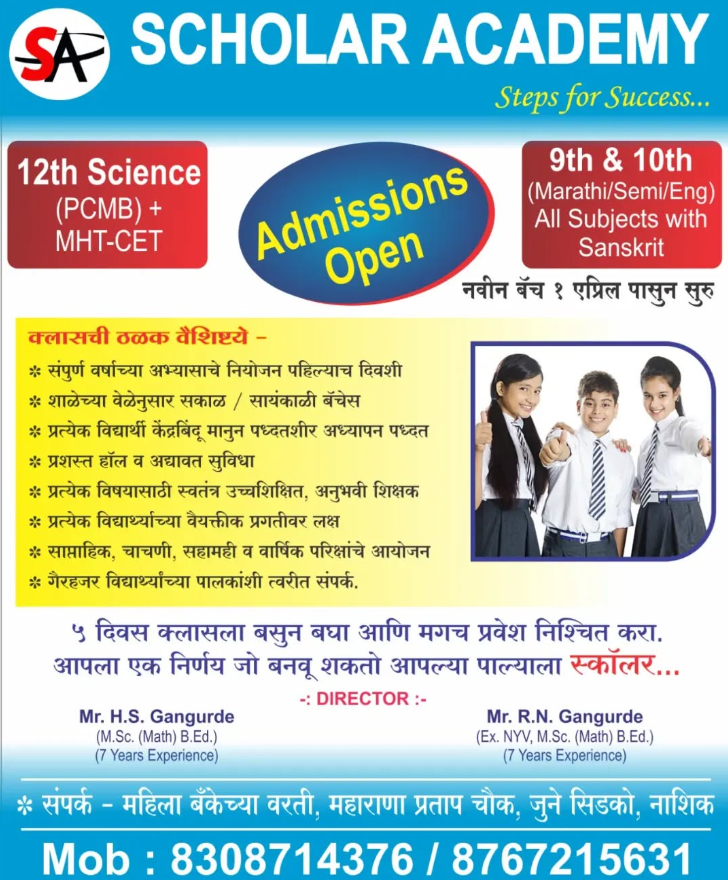 SA
SCHOLAR ACADEMY
Steps for Success...
12th Science
(PCMB) +
MHT-CET
Admissions
Open
9th & 10th
(Marathi/Semi/Eng)
All Subjects with
Sanskrit
नवीन बॅच १ एप्रिल पासुन सुरु
क्लासची ठळक वैशिष्टये -
* संपुर्ण वर्षाच्या अभ्यासाचे नियोजन पहिल्याच दिवशी
* शाळेच्या वेळेनुसार सकाळ / सायंकाळी बॅचेस
* प्रत्येक विद्यार्थी केंद्रबिंदू मानुन पध्दतशीर अध्यापन पध्दत
* प्रशस्त हॉल व अद्यावत सुविधा
* प्रत्येक विषयासाठी स्वतंत्र उच्चशिक्षित, अनुभवी शिक्षक
* प्रत्येक विद्यार्थ्याच्या वैयक्तीक प्रगतीवर लक्ष
* साप्ताहिक, चाचणी, सहामही व वार्षिक परिक्षांचे आयोजन
* गैरहजर विद्यार्थ्यांच्या पालकांशी त्वरीत संपर्क.
५ दिवस क्लासला बसुन बघा आणि मगच प्रवेश निश्चित करा.
आपला एक निर्णय जो बनवू शकतो आपल्या पाल्याला स्कॉलर...
-: DIRECTOR :-
Mr. H.S. Gangurde
(M.Sc. (Math) B.Ed.)
(7 Years Experience)
Mr. R.N. Gangurde
(Ex. NYV, M.Sc. (Math) B.Ed.)
(7 Years Experience)
* संपर्क - महिला बँकेच्या वरती, महाराणा प्रताप चौक, जुने सिडको, नाशिक
Mob : 8308714376 / 8767215631